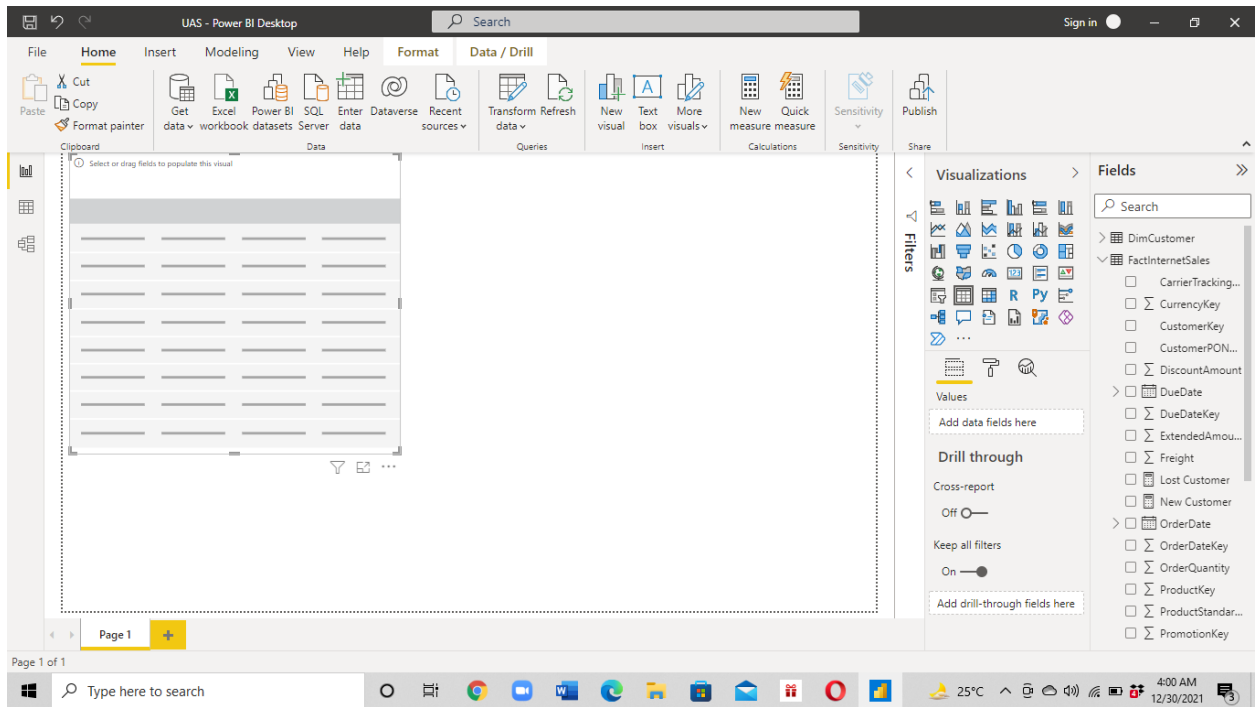 UAS - Power BI Desktop
Search
Sign in
File Home Insert Modeling View Help Format Data / Drill
Paste
Cut
Copy
Format painter
Clipboard
Get data
Excel workbook
Power BI datasets
SQL Server
Enter data
Dataverse
Recent sources
Data
Transform data
Refresh
Queries
New visual
Text box
A
More visuals
Insert
New measure
Quick measure
Calculations
Sensitivity
Sensitivity
Publish
Share
Select or drag fields to populate this visual
Filters
Visualizations
123
R Py
Values
Add data fields here
Drill through
Cross-report
Off
Keep all filters
On
Add drill-through fields here
Fields
Search
DimCustomer
FactInternetSales
CarrierTracking...
∑ CurrencyKey
CustomerKey
CustomerPON...
∑ DiscountAmount
DueDate
∑ DueDateKey
∑ ExtendedAmou...
∑ Freight
Lost Customer
New Customer
OrderDate
∑ OrderDateKey
∑ OrderQuantity
∑ ProductKey
∑ ProductStandar...
∑ PromotionKey
Page 1
Page 1 of 1
Type here to search
25°C
4:00 AM
12/30/2021
3